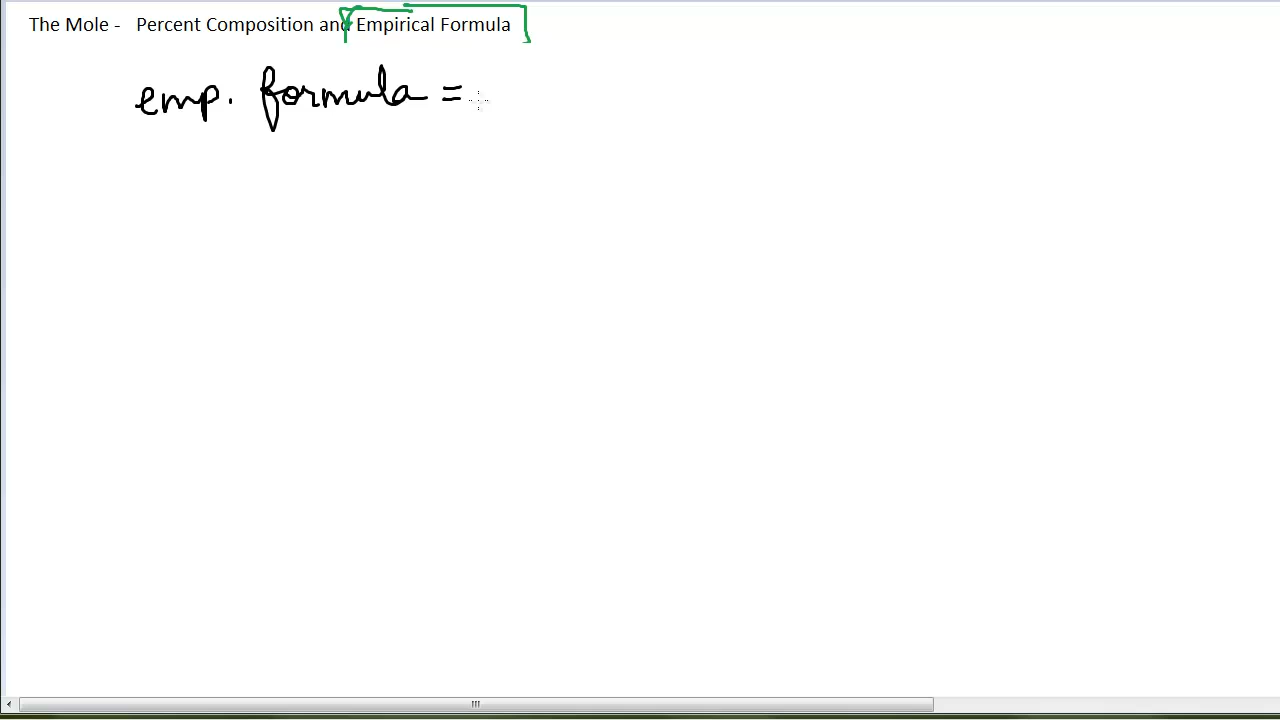 The Mole - Percent Composition and Empirical Formula
emp. formula =